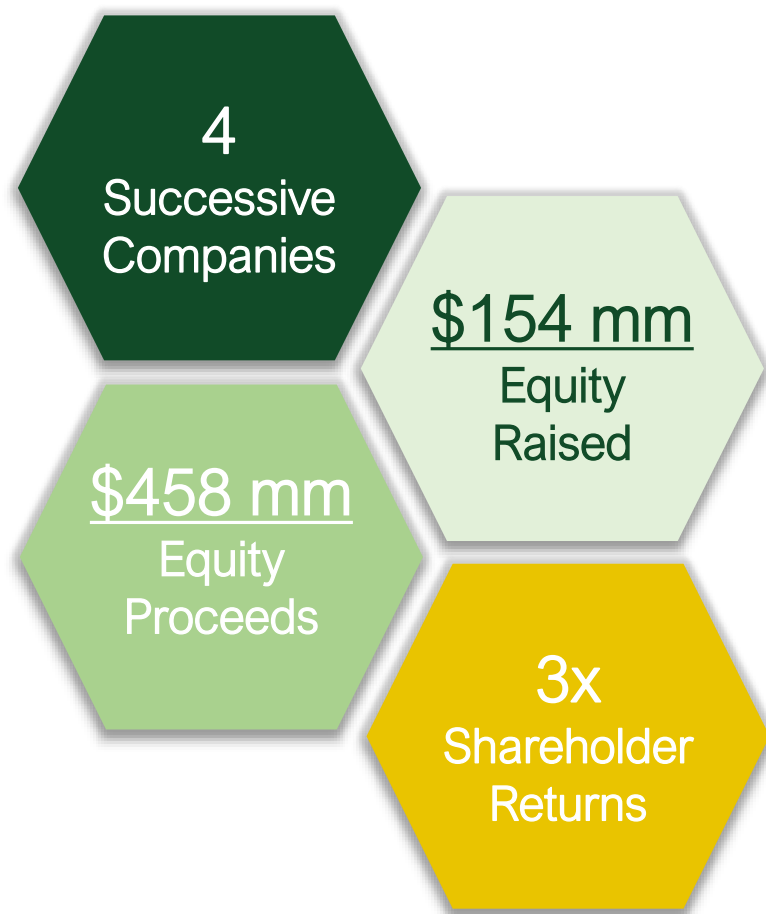 4
Successive
Companies
$154 mm
Equity
Raised
$458 mm
Equity
Proceeds
3x
Shareholder
Returns